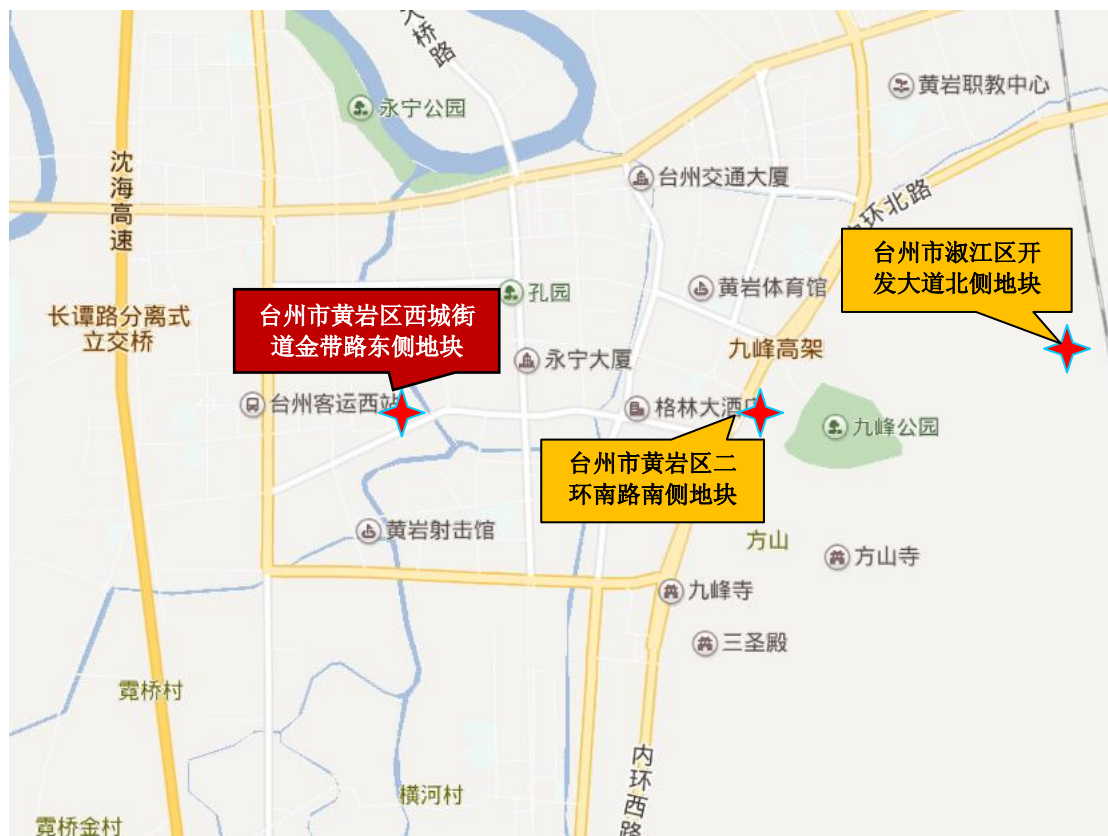 大桥路
永宁公园
黄岩职教中心
沈海高速
台州交通大厦
内环北路
台州市淑江区开
发大道北侧地块
孔园
黄岩体育馆
长谭路分离式
立交桥
台州市黄岩区西城街
道金带路东侧地块
永宁大厦
九峰高架
台州客运西站
格林大酒店
九峰公园
台州市黄岩区二
环南路南侧地块
黄岩射击馆
方山
方山寺
九峰寺
三圣殿
霓桥村
内环西路
横河村
霓桥金村